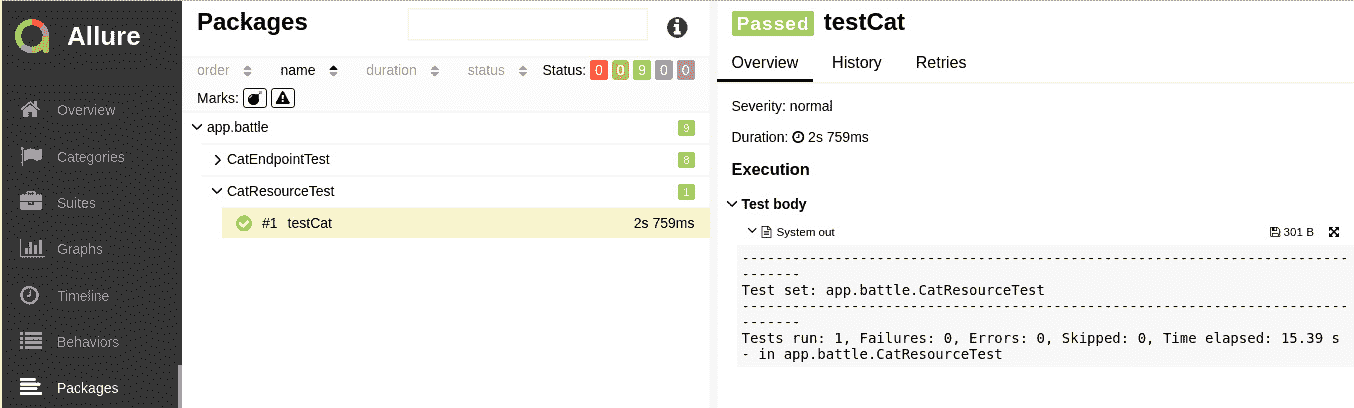 Allure
Overview
Categories
Suites
Graphs
Timeline
Behaviors
Packages
Packages
order name duration status Status: 0 0 9 0 0
Marks:
app.battle 9
CatEndpointTest 8
CatResourceTest 1
#1 testCat 2s 759ms
Passed testCat
Overview History Retries
Severity: normal
Duration: 2s 759ms
Execution
Test body
System out 301 B
-------------------------------------------------------------------------
-------
Test set: app.battle.CatResourceTest
-------------------------------------------------------------------------
-------
Tests run: 1, Failures: 0, Errors: 0, Skipped: 0, Time elapsed: 15.39 s
- in app.battle.CatResourceTest